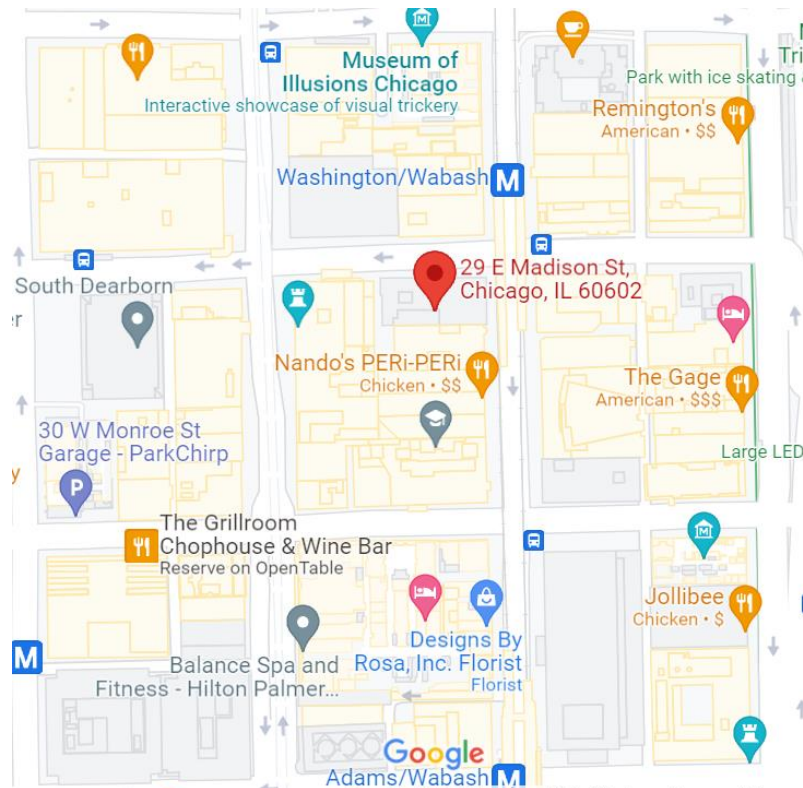 Museum of
Illusions Chicago
Interactive showcase of visual trickery
Tri
Park with ice skating
Remington's
American • $$
Washington/Wabash
M
29 E Madison St,
Chicago, IL 60602
South Dearborn
er
Nando's PERi-PERi
Chicken • $$
The Gage
American • $$$
30 W Monroe St
Garage - ParkChirp
Large LED
y
P
The Grillroom
Chophouse & Wine Bar
Reserve on OpenTable
Jollibee
Chicken • $
Designs By
Rosa, Inc. Florist
Florist
M
Balance Spa and
Fitness - Hilton Palmer...
Google
Adams/Wabash
M